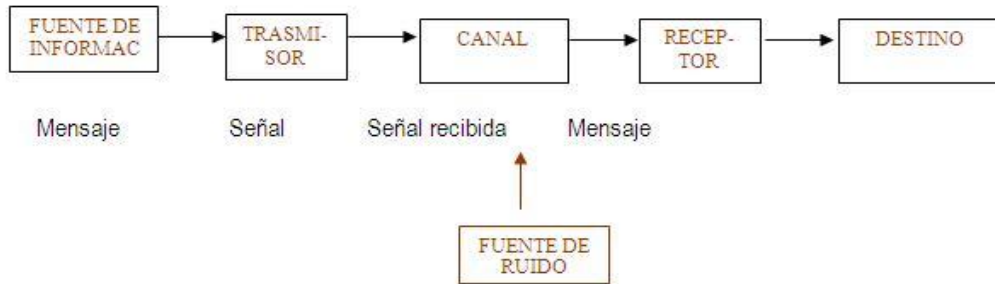 FUENTE DE
INFORMAC
TRASMI-
SOR
CANAL
RECEP-
TOR
DESTINO
Mensaje
Señal
Señal recibida
Mensaje
FUENTE DE
RUIDO